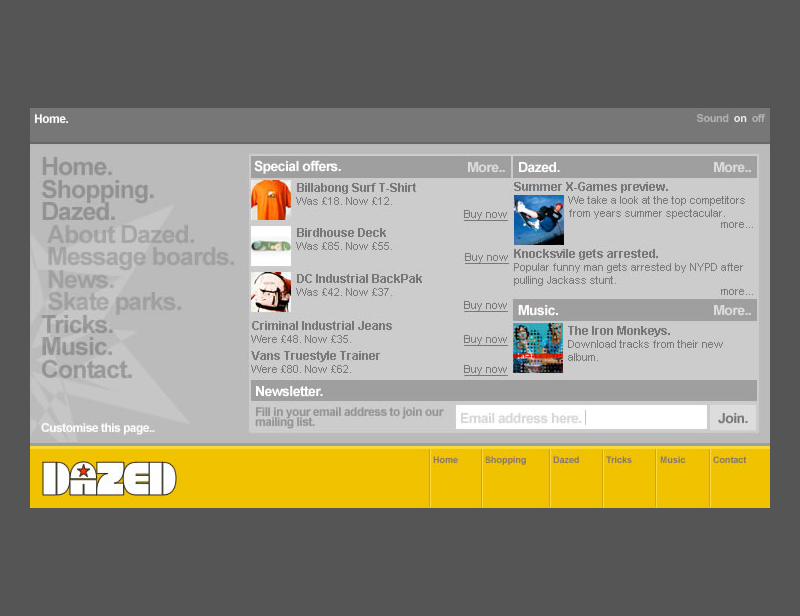 Home.
Sound on off
Home.
Shopping.
Dazed.
About Dazed.
Message boards.
News.
Skate parks.
Tricks.
Music.
Contact.
Customise this page..
Special offers. More..
Billabong Surf T-Shirt
Was £18. Now £12.
Buy now
Birdhouse Deck
Was £85. Now £55.
Buy now
DC Industrial BackPak
Was £42. Now £37.
Buy now
Criminal Industrial Jeans
Were £48. Now £35.
Buy now
Vans Truestyle Trainer
Were £80. Now £62.
Buy now
Dazed. More..
Summer X-Games preview.
We take a look at the top competitors
from years summer spectacular.
more...
Knocksvile gets arrested.
Popular funny man gets arrested by NYPD after
pulling Jackass stunt.
more...
Music. More..
The Iron Monkeys.
Download tracks from their new
album.
Newsletter.
Fill in your email address to join our
mailing list.
Email address here.
Join.
DAZED
Home Shopping Dazed Tricks Music Contact